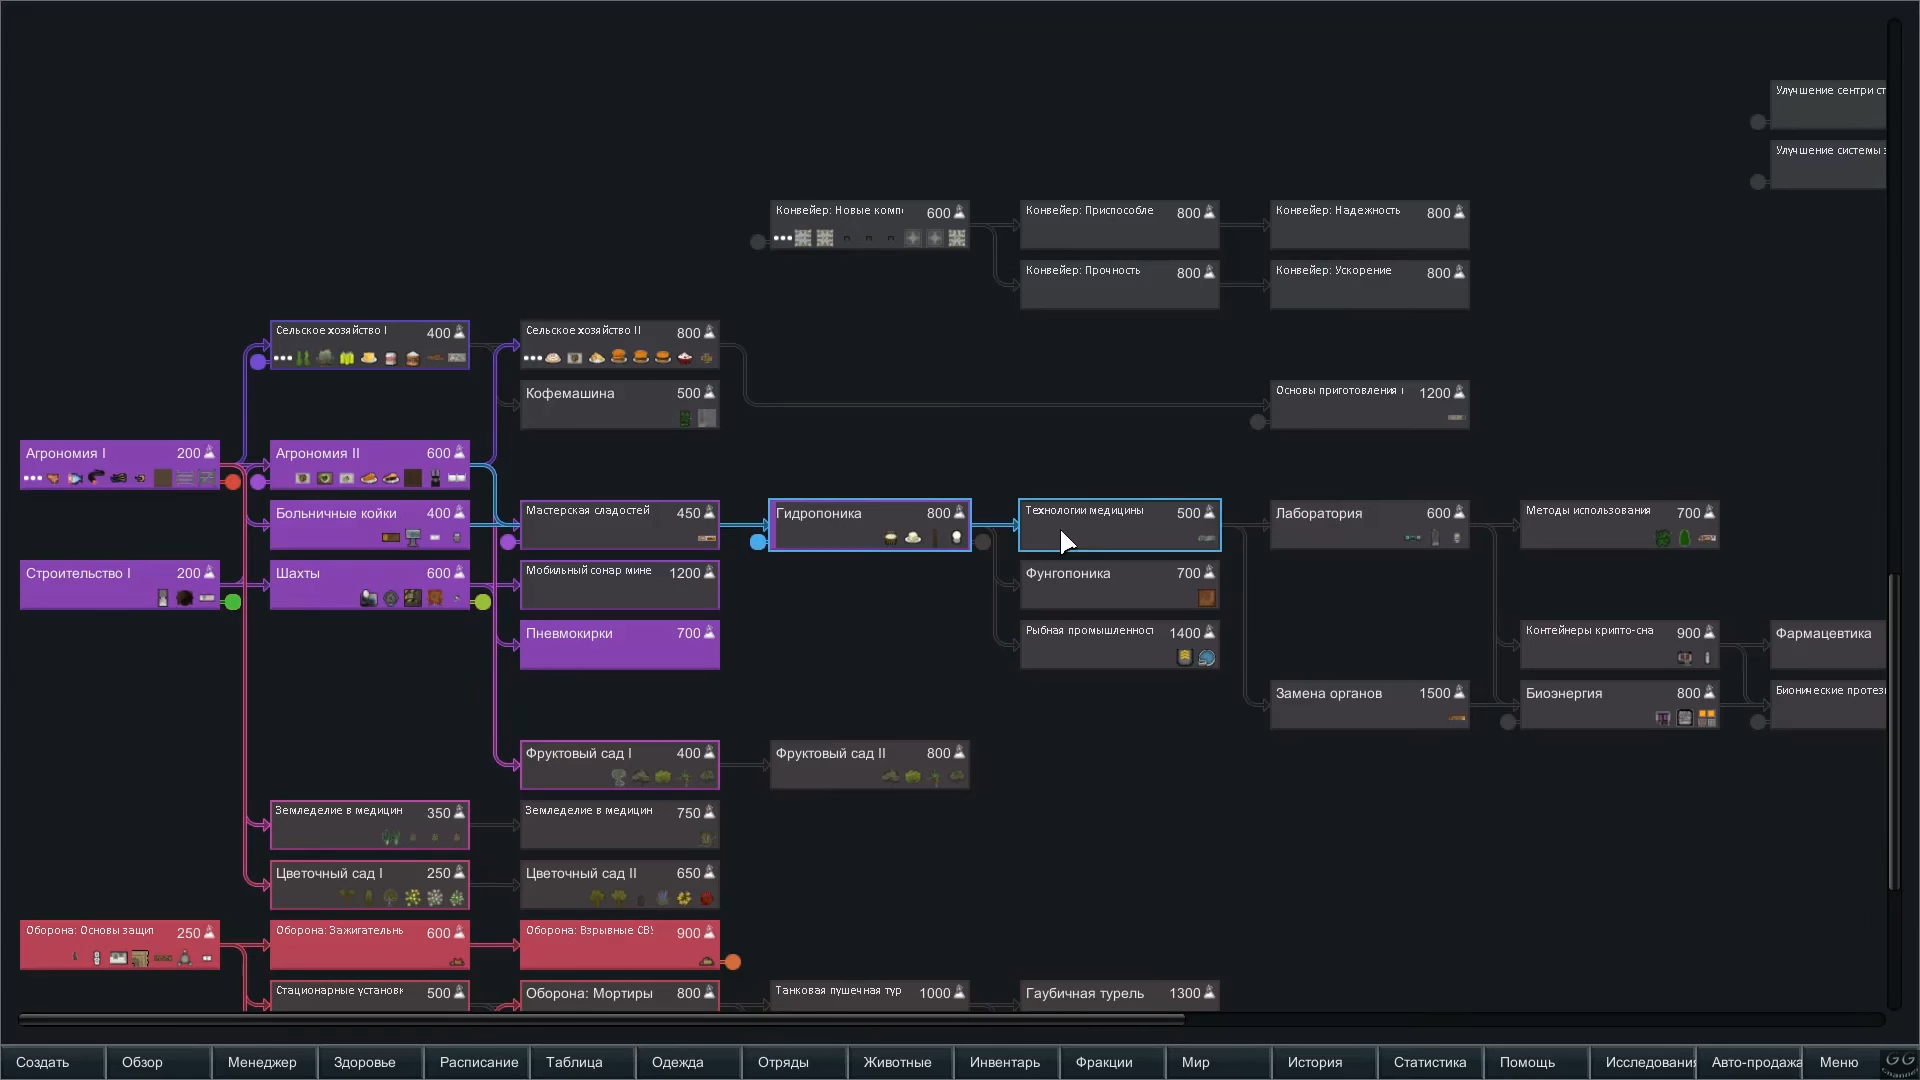 Улучшение сентри ст
Улучшение системы
Конвейер: Новые комп 600
Конвейер: Приспособле 800
Конвейер: Надежность 800
Конвейер: Прочность 800
Конвейер: Ускорение 800
Сельское хозяйство I 400
Сельское хозяйство II 800
Кофемашина 500
Основы приготовления 1200
Агрономия I 200
Агрономия II 600
Больничные койки 400
Мастерская сладостей 450
Гидропоника 800
Технологии медицины 500
Лаборатория 600
Методы использования 700
Строительство I 200
Шахты 600
Мобильный сонар мине 1200
Фунгопоника 700
Пневмокирки 700
Рыбная промышленност 1400
Контейнеры крипто-сна 900
Фармацевтика
Замена органов 1500
Биоэнергия 800
Бионические протез
Фруктовый сад I 400
Фруктовый сад II 800
Земледелие в медицин 350
Земледелие в медицин 750
Цветочный сад I 250
Цветочный сад II 650
Оборона: Основы защит 250
Оборона: Зажигательн 600
Оборона: Взрывные СВ 900
Стационарные установк 500
Оборона: Мортиры 800
Танковая пушечная тур 1000
Гаубичная турель 1300
Создать Обзор Менеджер Здоровье Расписание Таблица Одежда Отряды Животные Инвентарь Фракции Мир История Статистика Помощь Исследования Авто-продажа Меню
GG